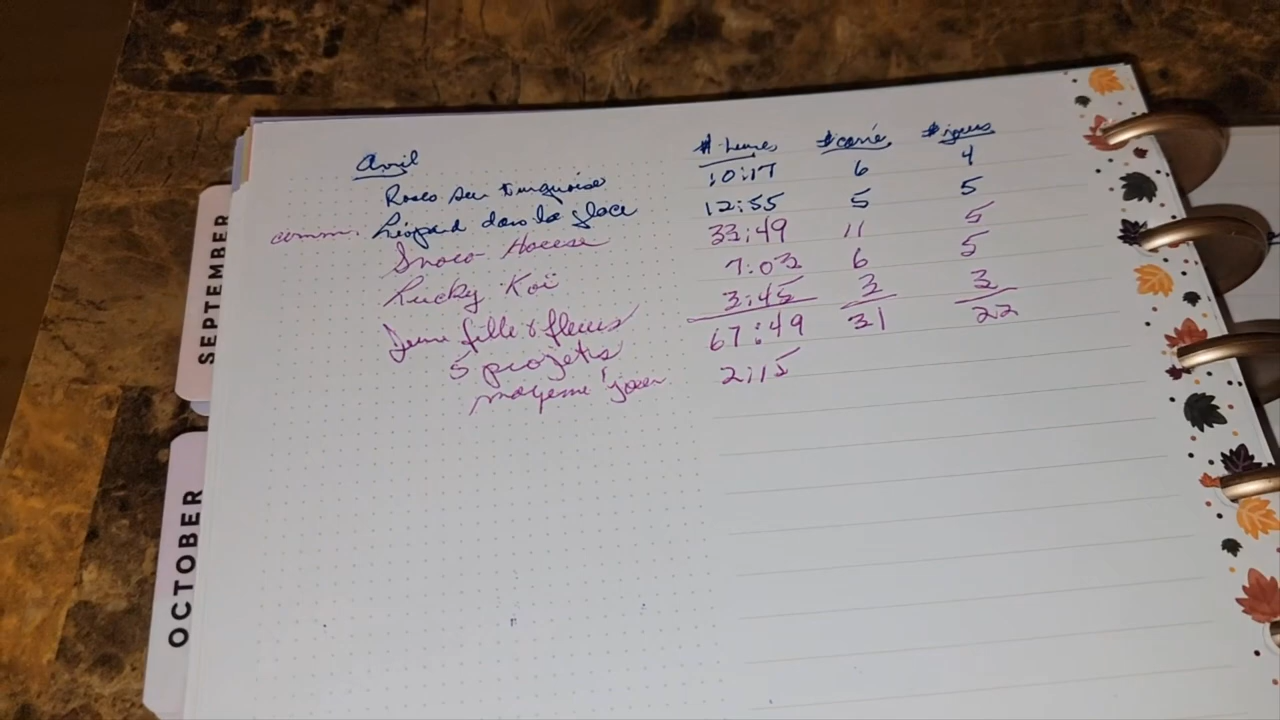 Avril # heures # carré # jours
Roses sur turquoise 10:17 6 4
Léopard dans la glace 12:55 5 5
comm. Snow House 33:49 11 5
Lucky Koï 7:03 6 5
Jeune fille & fleurs 3:45 3 3
5 projets 67:49 31 22
moyenne / jour 2:15
SEPTEMBER
OCTOBER